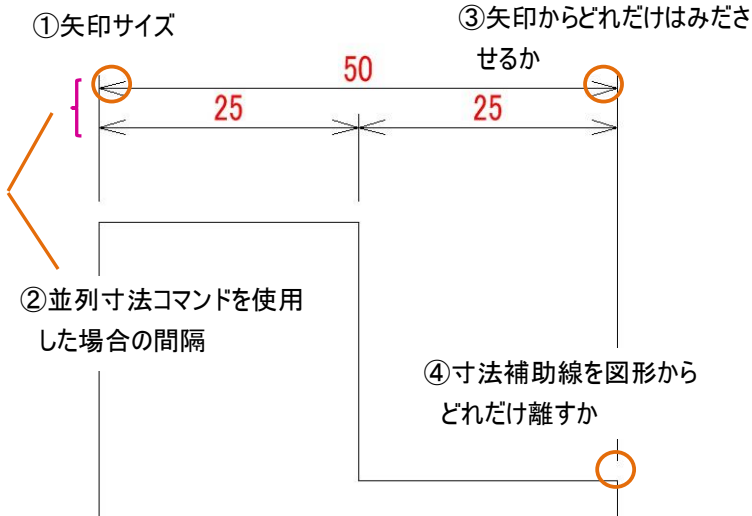 ①矢印サイズ
③矢印からどれだけはみださ
せるか
50
25
25
②並列寸法コマンドを使用
した場合の間隔
④寸法補助線を図形から
どれだけ離すか